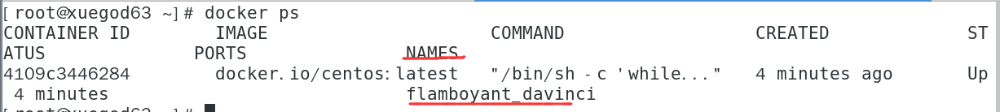 [root@xuegod63 ~]# docker ps
CONTAINER ID IMAGE COMMAND CREATED ST
ATUS PORTS NAMES
4109c3446284 docker.io/centos:latest "/bin/sh -c 'while..." 4 minutes ago Up
4 minutes flamboyant_davinci
[root@xuegod63 ~]#